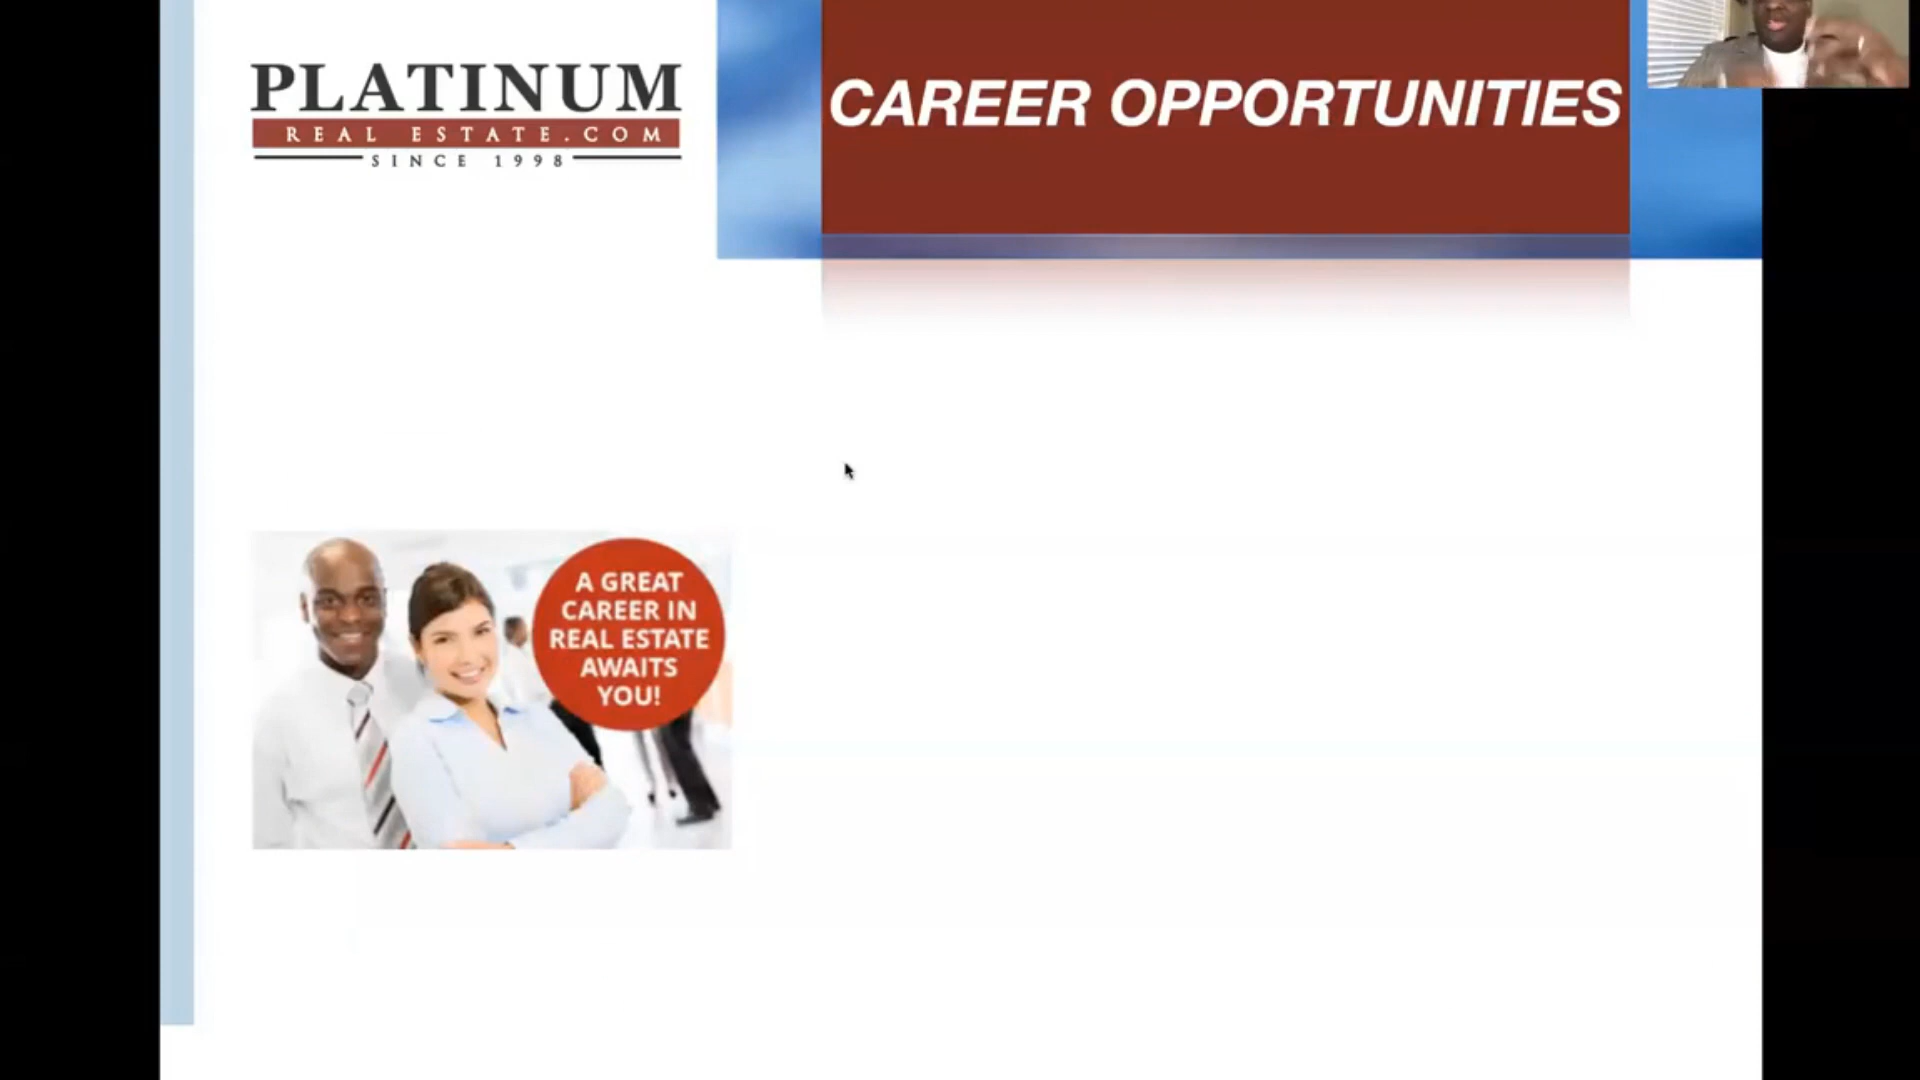 PLATINUM
REAL ESTATE.COM
SINCE 1998
CAREER OPPORTUNITIES
A GREAT
CAREER IN
REAL ESTATE
AWAITS
YOU!